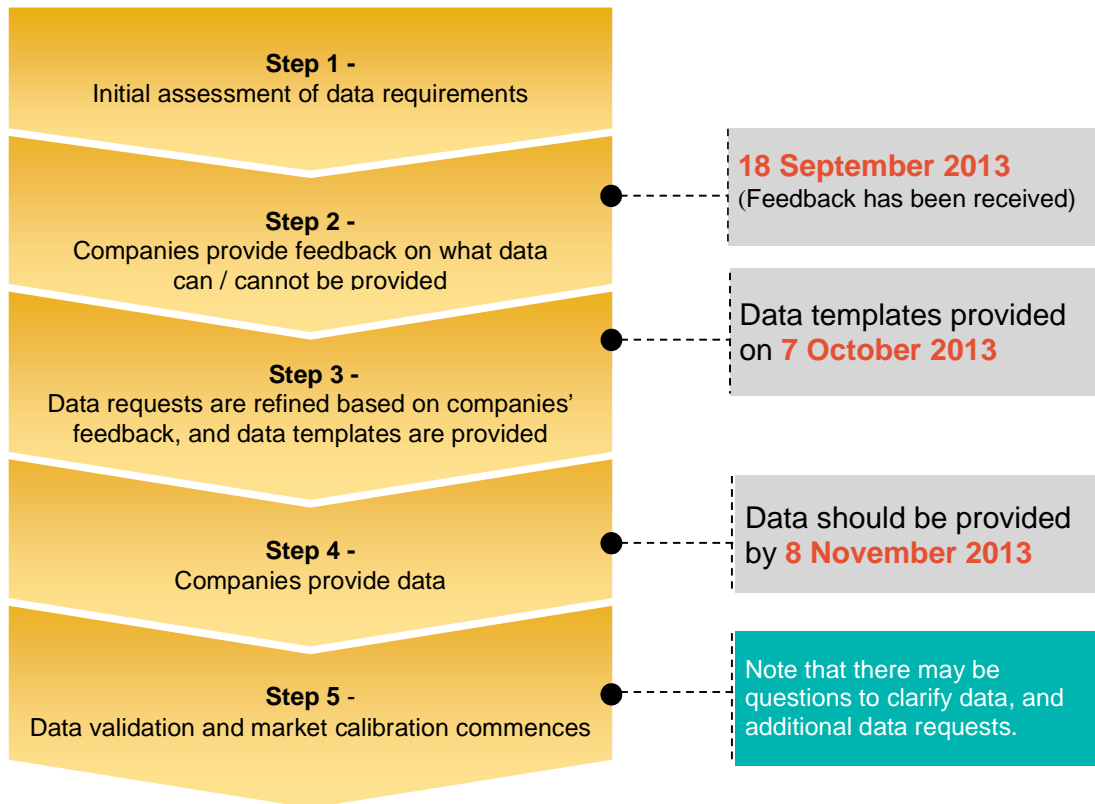 Step 1 -
Initial assessment of data requirements
18 September 2013
(Feedback has been received)
Step 2 -
Companies provide feedback on what data
can / cannot be provided
Data templates provided
on 7 October 2013
Step 3 -
Data requests are refined based on companies’
feedback, and data templates are provided
Data should be provided
by 8 November 2013
Step 4 -
Companies provide data
Note that there may be
questions to clarify data, and
additional data requests.
Step 5 -
Data validation and market calibration commences